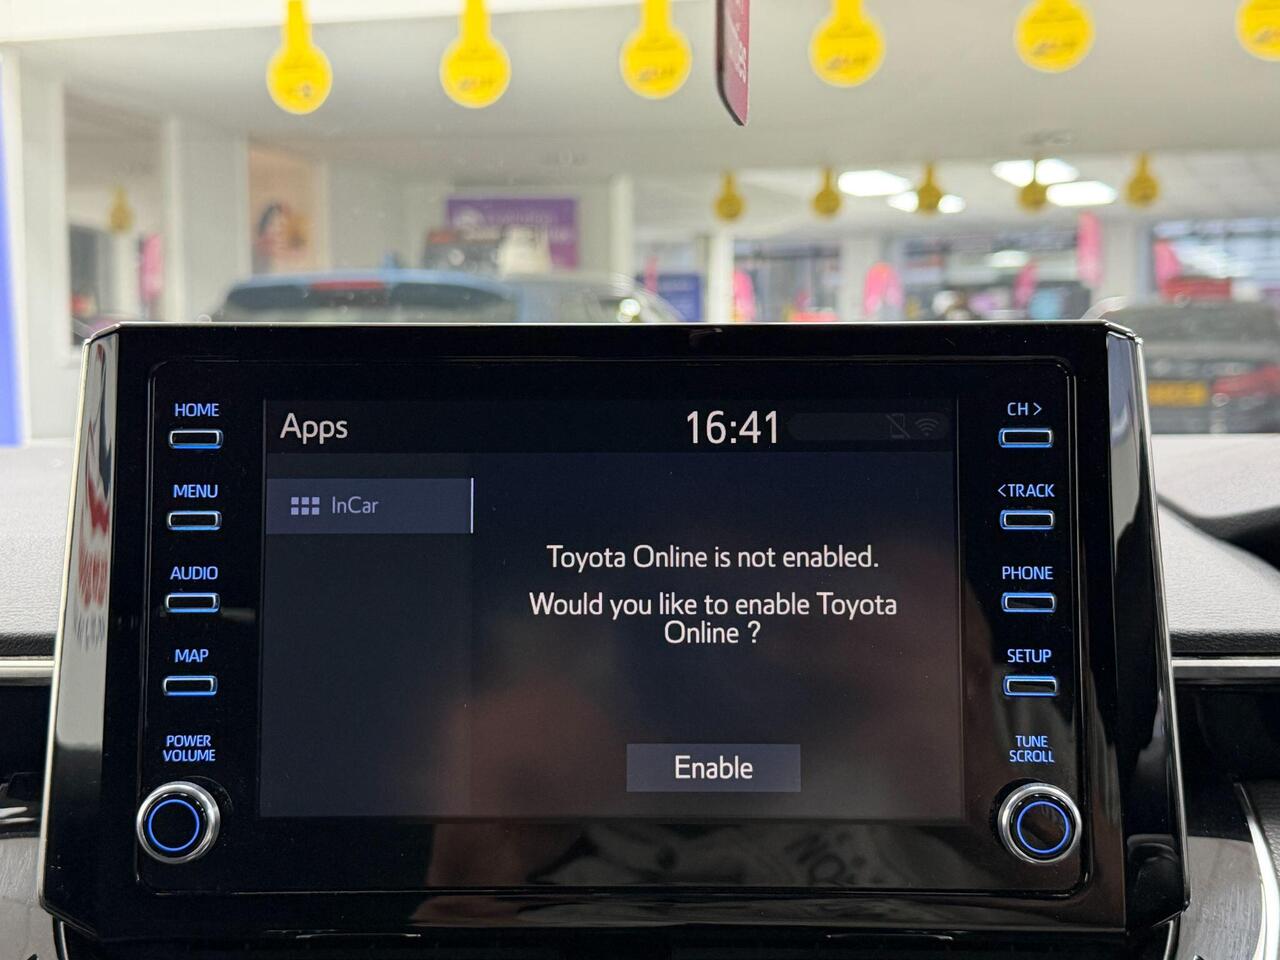 HOME
MENU
AUDIO
MAP
POWER
VOLUME
Apps
16:41
InCar
Toyota Online is not enabled.
Would you like to enable Toyota
Online ?
Enable
CH >
<TRACK
PHONE
SETUP
TUNE
SCROLL